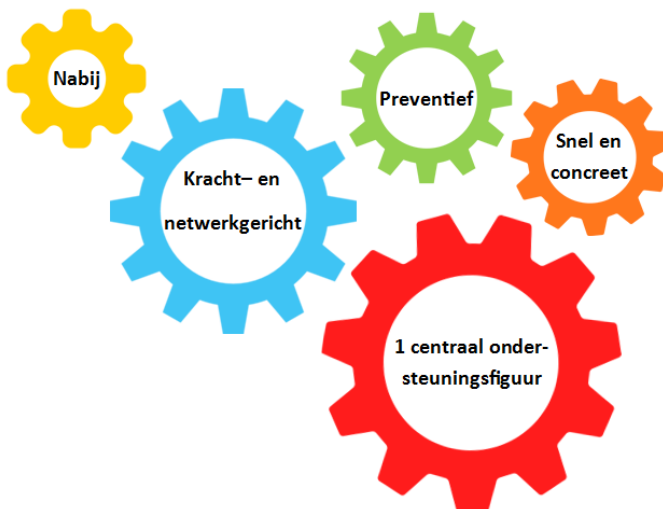 Nabij
Kracht– en
netwerkgericht
Preventief
Snel en
concreet
1 centraal onder-
steuningsfiguur